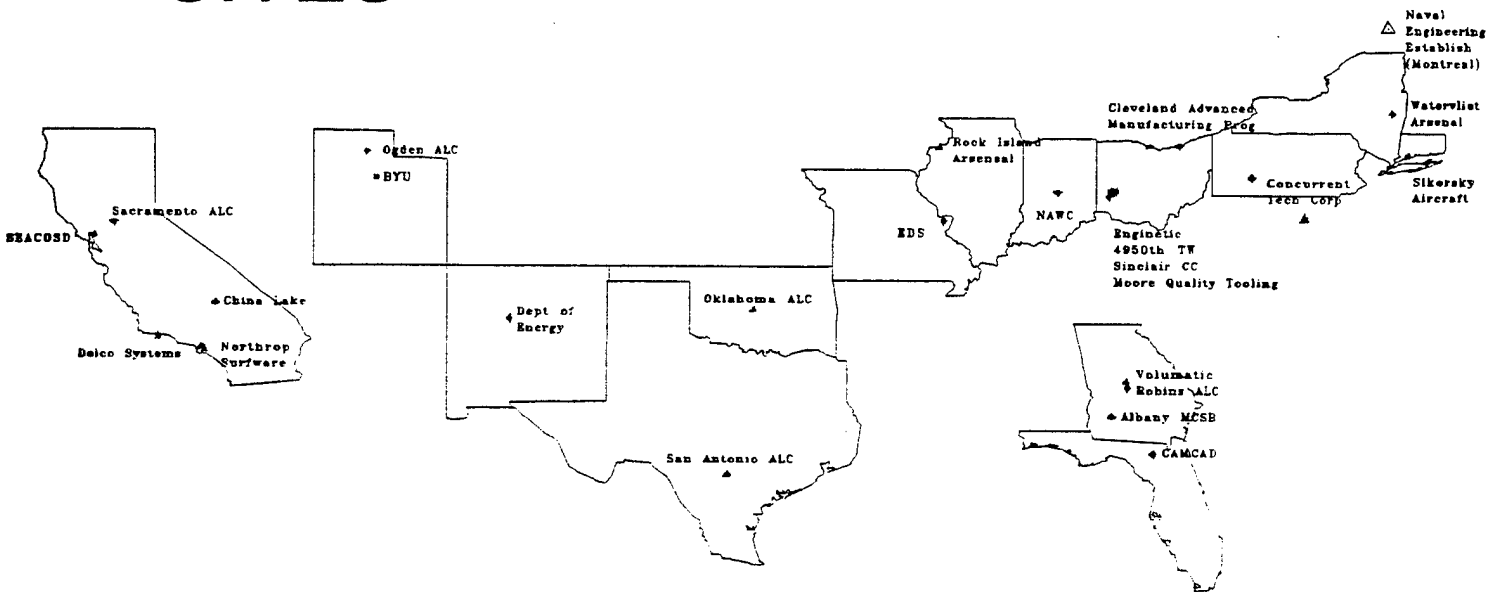 Naval
Engineering
Establish
(Montreal)
Cleveland Advanced
Manufacturing Prog
Watervliet
Arsenal
Ogden ALC
BYU
Rock Island
Arsensal
Concurrent
Tech Corp
Sikorsky
Aircraft
Sacramento ALC
SEACOSD
EDS
NAWC
Enginetic
4950th TW
Sinclair CC
Moore Quality Tooling
China Lake
Dept of
Energy
Oklahoma ALC
Delco Systems
Northrop
Surfware
Volumatic
Robins ALC
Albany MCSB
CAMCAD
San Antonio ALC